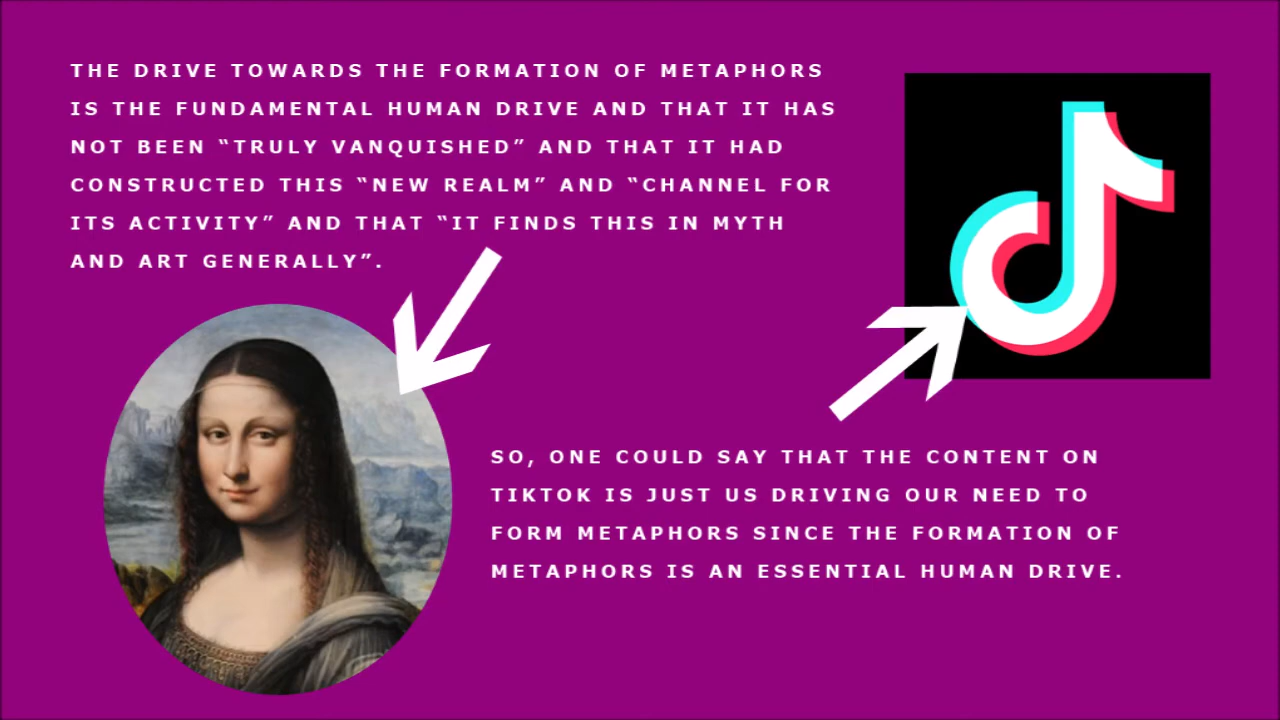 THE DRIVE TOWARDS THE FORMATION OF METAPHORS
IS THE FUNDAMENTAL HUMAN DRIVE AND THAT IT HAS
NOT BEEN “TRULY VANQUISHED” AND THAT IT HAD
CONSTRUCTED THIS “NEW REALM” AND “CHANNEL FOR
ITS ACTIVITY” AND THAT “IT FINDS THIS IN MYTH
AND ART GENERALLY”.
SO, ONE COULD SAY THAT THE CONTENT ON
TIKTOK IS JUST US DRIVING OUR NEED TO
FORM METAPHORS SINCE THE FORMATION OF
METAPHORS IS AN ESSENTIAL HUMAN DRIVE.